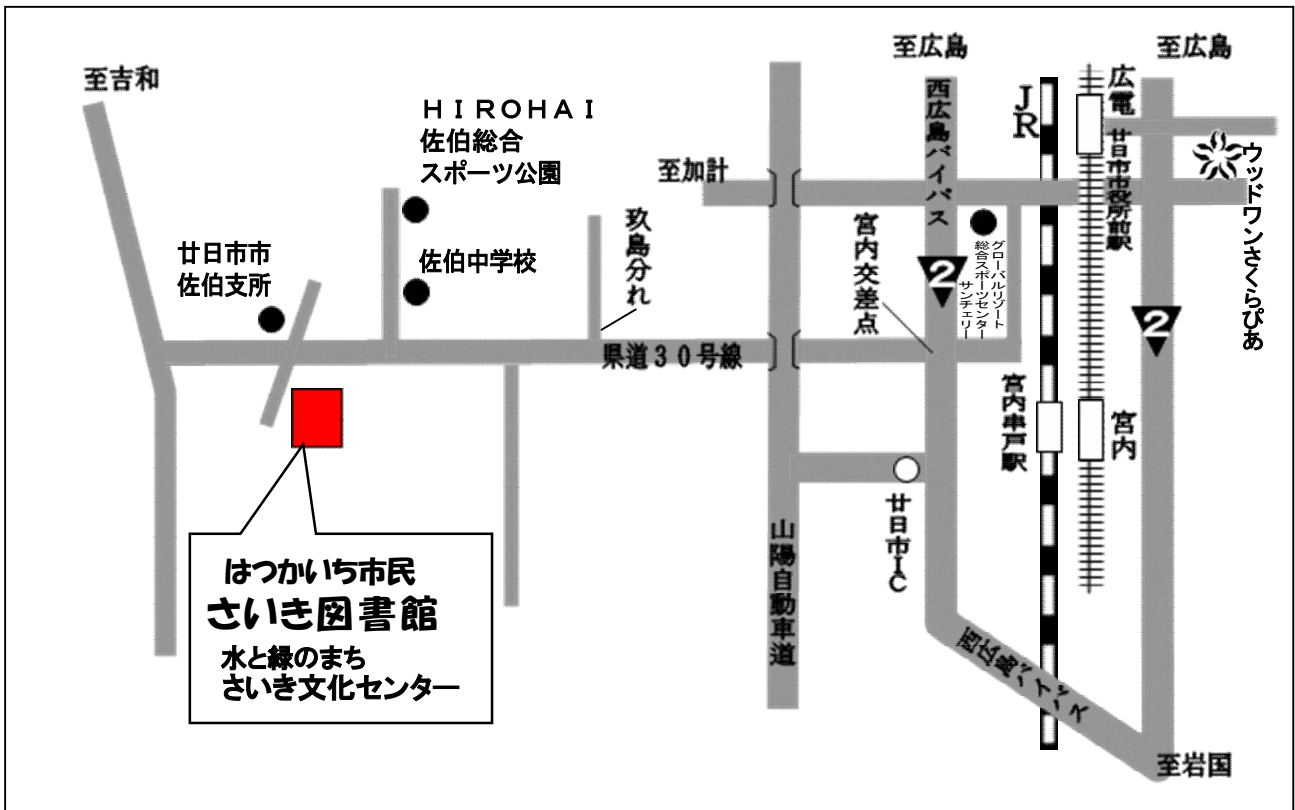 至吉和
HIROHAI
佐伯総合
スポーツ公園
廿日市市
佐伯支所
佐伯中学校
玖島分れ
県道30号線
至加計
至広島
西広島バイパス
宮内交差点
2
グローバルリゾート
総合スポーツセンター
サンチェリー
JR
広電
廿日市市役所前駅
至広島
ウッドワンさくらぴあ
2
宮内串戸駅
宮内
廿日市IC
山陽自動車道
西広島バイパス
至岩国
はつかいち市民
さいき図書館
水と緑のまち
さいき文化センター